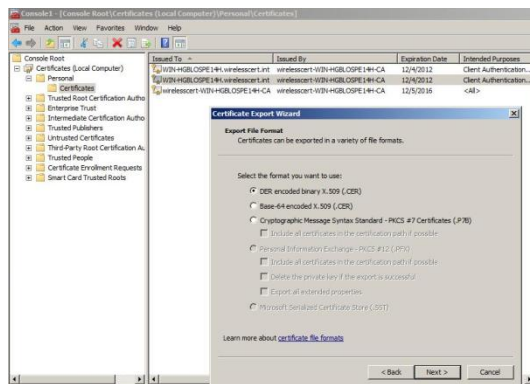 Console1 - [Console Root\Certificates (Local Computer)\Personal\Certificates]
File Action View Favorites Window Help
Console Root
Certificates (Local Computer)
Personal
Certificates
Trusted Root Certification Autho
Enterprise Trust
Intermediate Certification Autho
Trusted Publishers
Untrusted Certificates
Third-Party Root Certification Au
Trusted People
Certificate Enrollment Requests
Smart Card Trusted Roots
Issued To Issued By Expiration Date Intended Purposes
WIN-HGBLOSPE14H.wirelesscert.int wirelesscert-WIN-HGBLOSPE14H-CA 12/4/2012 Client Authentication...
WIN-HGBLOSPE14H.wirelesscert.int wirelesscert-WIN-HGBLOSPE14H-CA 12/4/2012 Client Authentication...
wirelesscert-WIN-HGBLOSPE14H-CA wirelesscert-WIN-HGBLOSPE14H-CA 12/5/2016 <All>
Certificate Export Wizard
Export File Format
Certificates can be exported in a variety of file formats.
Select the format you want to use:
DER encoded binary X.509 (.CER)
Base-64 encoded X.509 (.CER)
Cryptographic Message Syntax Standard - PKCS #7 Certificates (.P7B)
Include all certificates in the certification path if possible
Personal Information Exchange - PKCS #12 (.PFX)
Include all certificates in the certification path if possible
Delete the private key if the export is successful
Export all extended properties
Microsoft Serialized Certificate Store (.SST)
Learn more about certificate file formats
< Back Next > Cancel